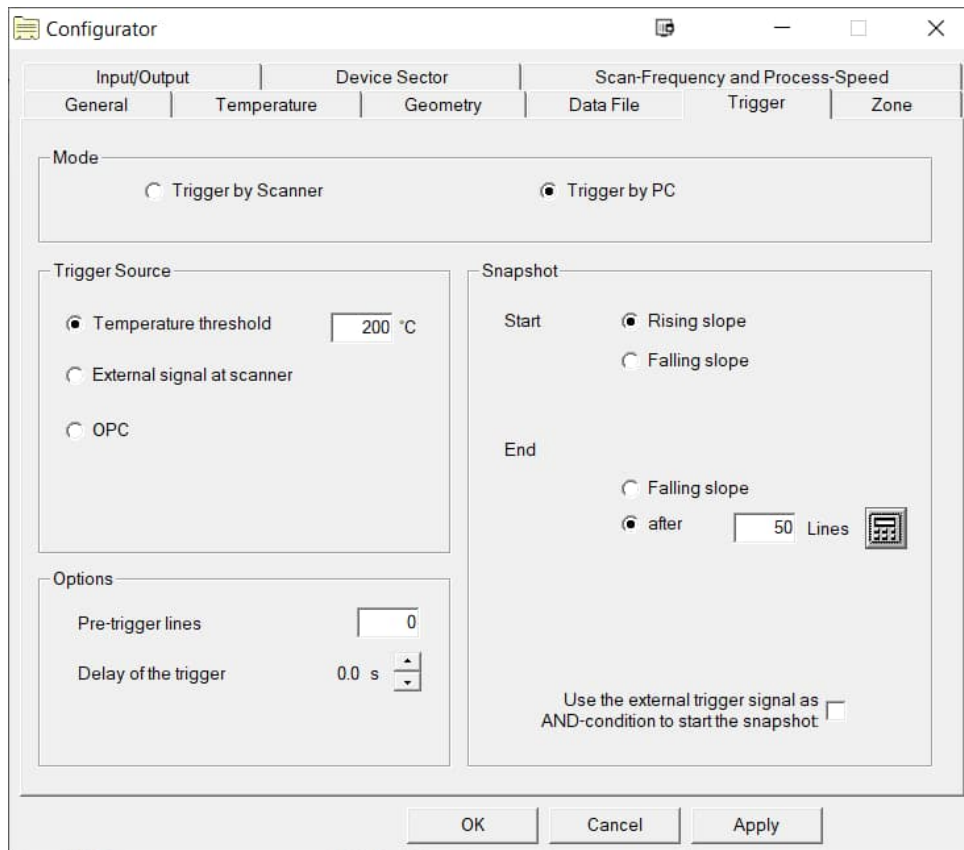 Configurator
Input/Output Device Sector Scan-Frequency and Process-Speed
General Temperature Geometry Data File Trigger Zone
Mode
Trigger by Scanner Trigger by PC
Trigger Source
Temperature threshold 200 °C
External signal at scanner
OPC
Snapshot
Start Rising slope
Falling slope
End
Falling slope
after 50 Lines
Options
Pre-trigger lines 0
Delay of the trigger 0.0 s
Use the external trigger signal as
AND-condition to start the snapshot:
OK Cancel Apply